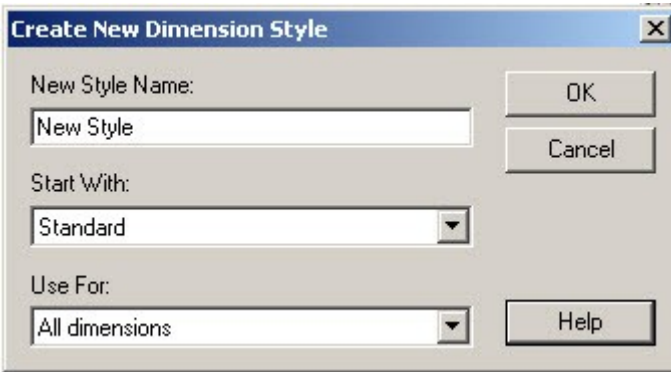 Create New Dimension Style
New Style Name:
New Style
OK
Cancel
Start With:
Standard
Use For:
All dimensions
Help